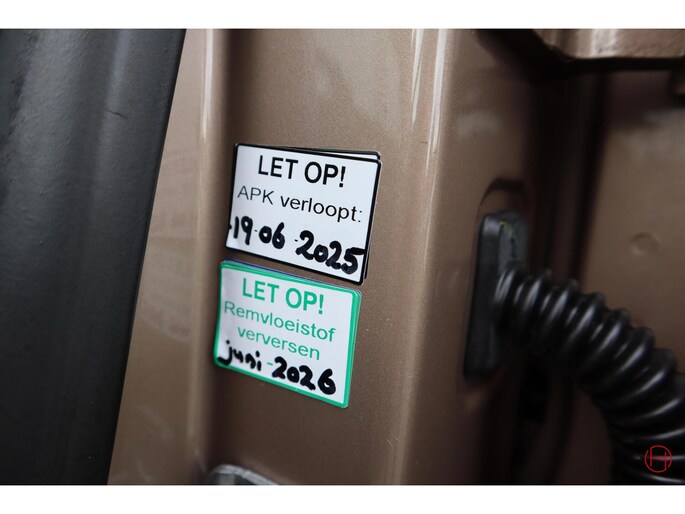 LET OP!
APK verloopt:
19-06-2025
LET OP!
Remvloeistof
verversen
juni-2026